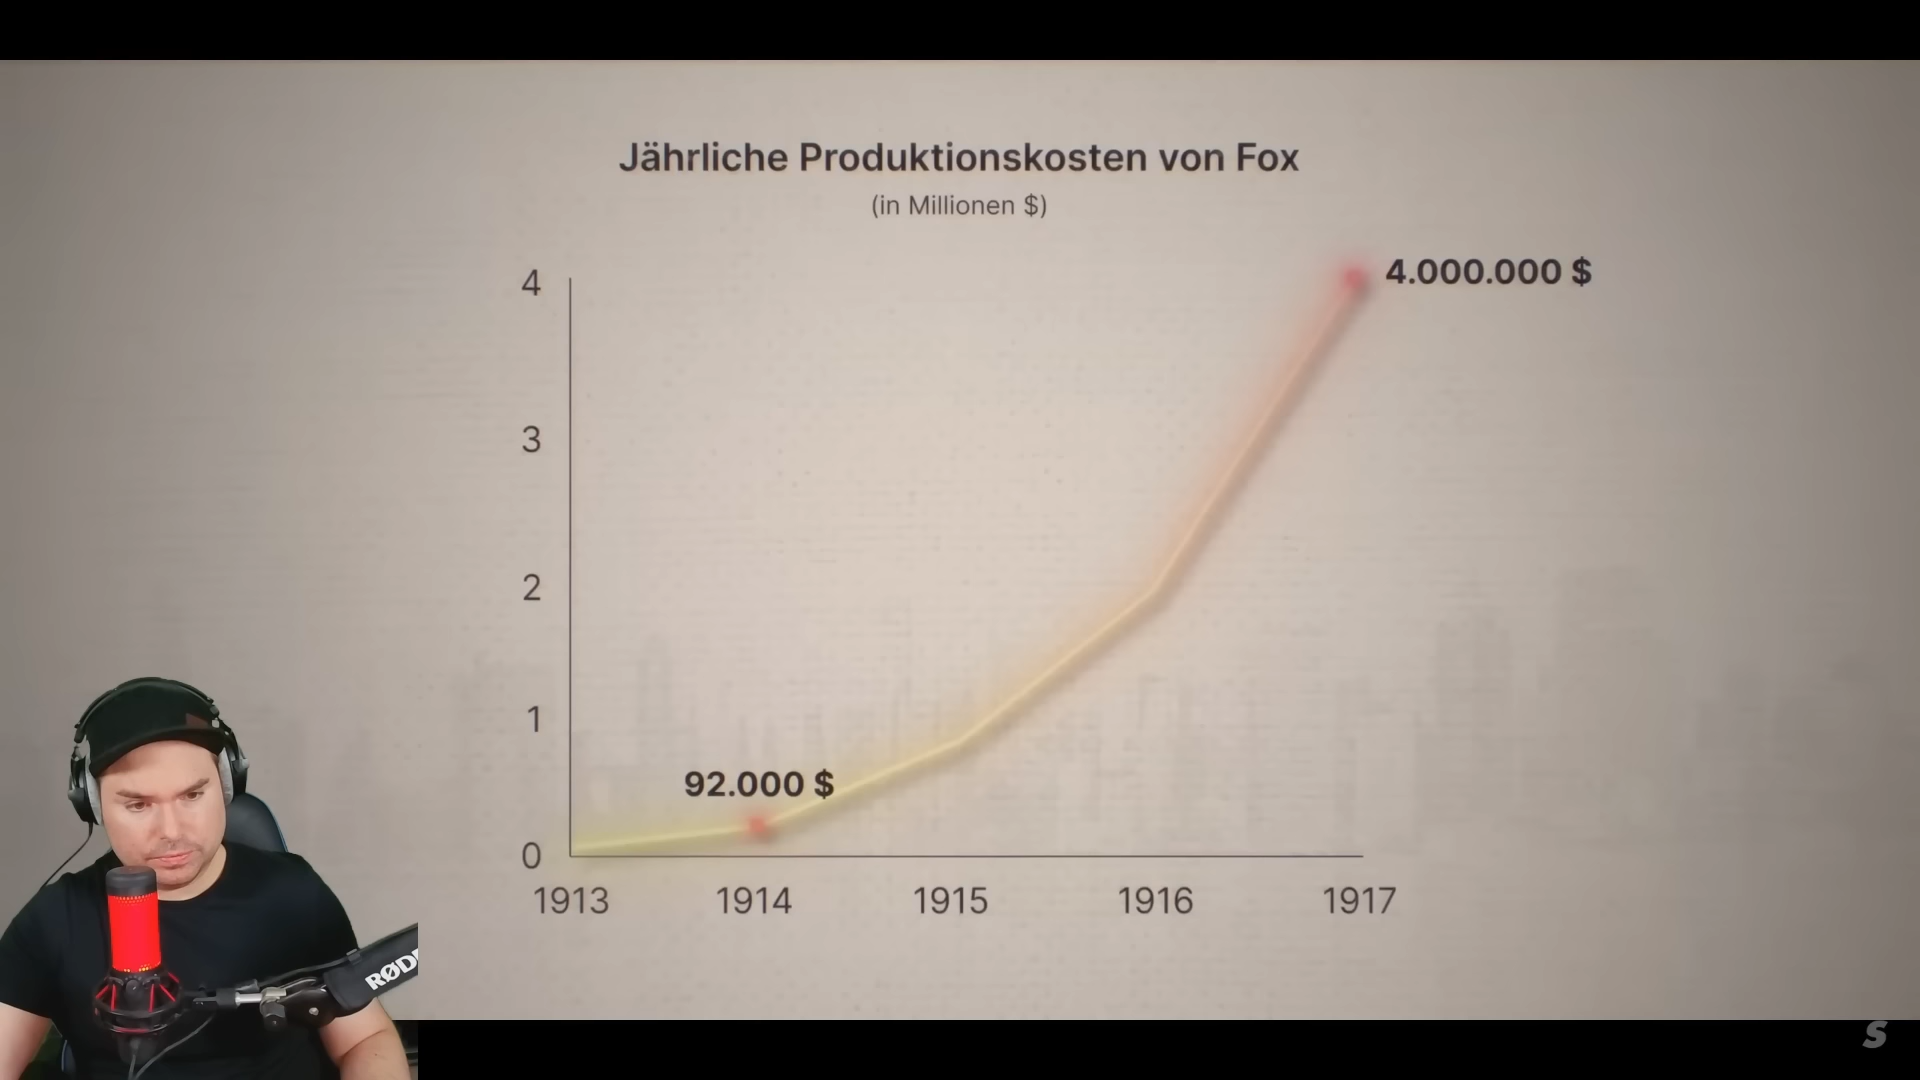 Jährliche Produktionskosten von Fox
(in Millionen $)
4
4.000.000 $
3
2
1
92.000 $
0
1913 1914 1915 1916 1917
RØD
S